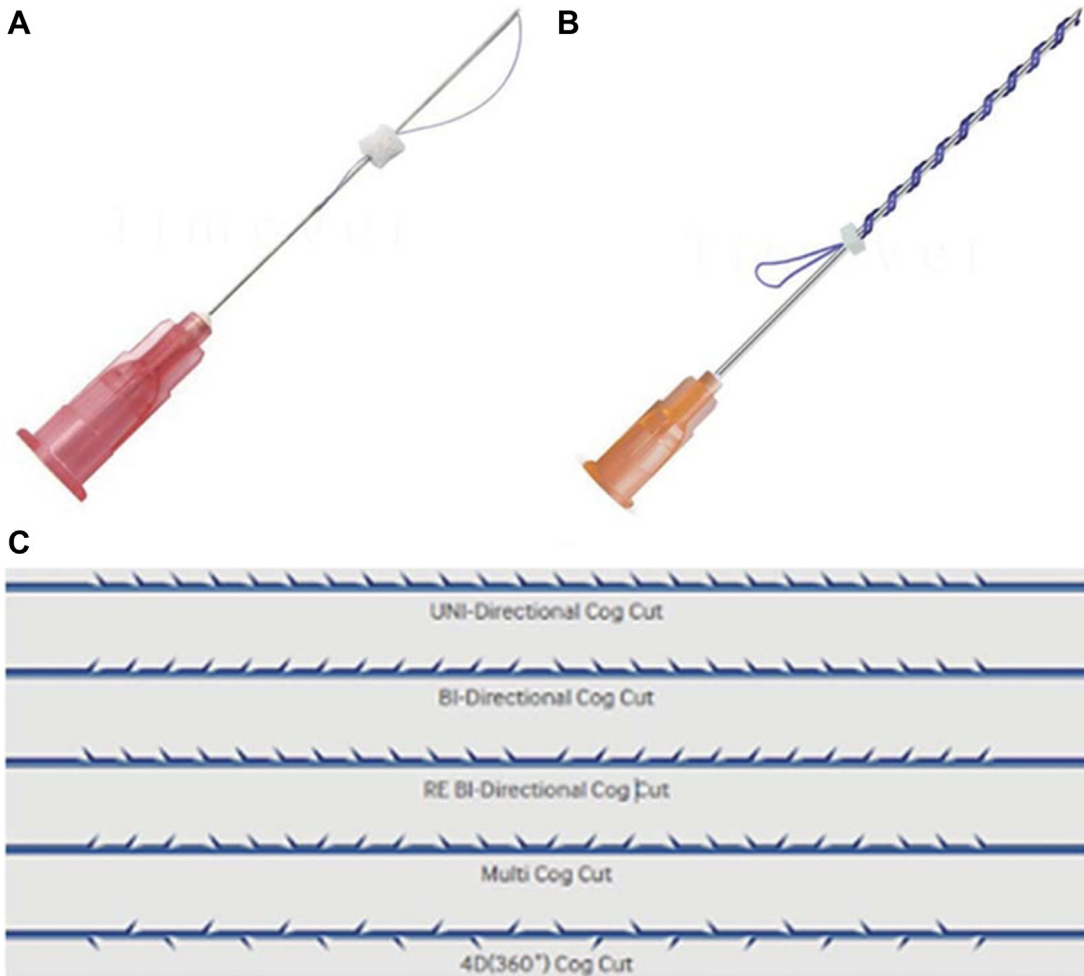 A
B
C
UNI-Directional Cog Cut
BI-Directional Cog Cut
RE BI-Directional Cog Cut
Multi Cog Cut
4D(360°) Cog Cut